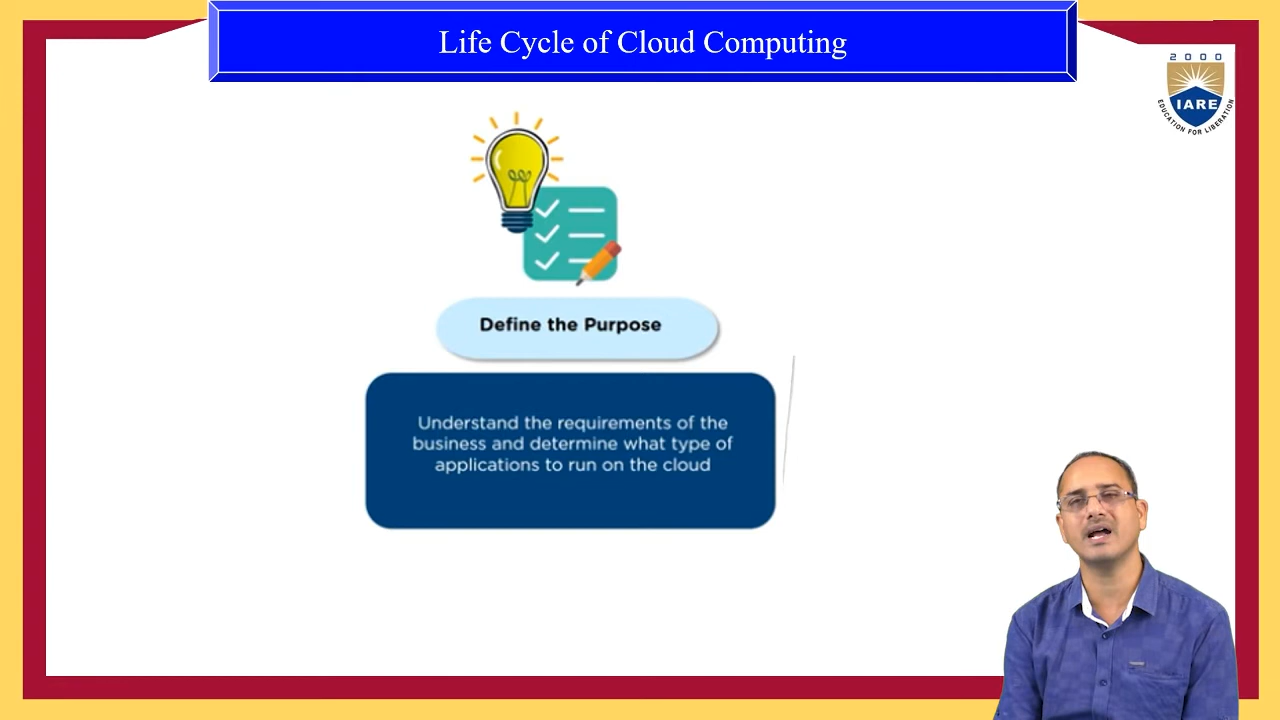 Life Cycle of Cloud Computing
2000
IARE
EDUCATION FOR LIBERATION
Define the Purpose
Understand the requirements of the
business and determine what type of
applications to run on the cloud